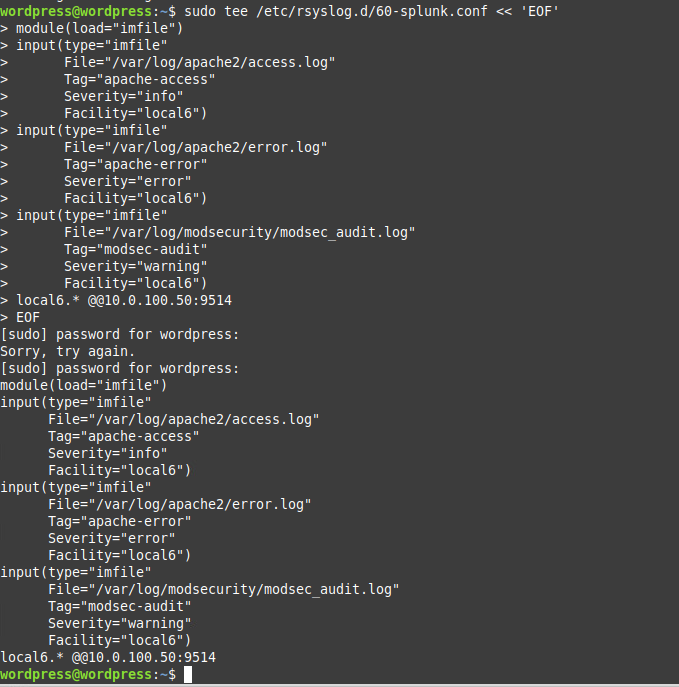 wordpress@wordpress:~$ sudo tee /etc/rsyslog.d/60-splunk.conf << 'EOF'
> module(load="imfile")
> input(type="imfile"
>       File="/var/log/apache2/access.log"
>       Tag="apache-access"
>       Severity="info"
>       Facility="local6")
> input(type="imfile"
>       File="/var/log/apache2/error.log"
>       Tag="apache-error"
>       Severity="error"
>       Facility="local6")
> input(type="imfile"
>       File="/var/log/modsecurity/modsec_audit.log"
>       Tag="modsec-audit"
>       Severity="warning"
>       Facility="local6")
> local6.* @@10.0.100.50:9514
> EOF
[sudo] password for wordpress:
Sorry, try again.
[sudo] password for wordpress:
module(load="imfile")
input(type="imfile"
      File="/var/log/apache2/access.log"
      Tag="apache-access"
      Severity="info"
      Facility="local6")
input(type="imfile"
      File="/var/log/apache2/error.log"
      Tag="apache-error"
      Severity="error"
      Facility="local6")
input(type="imfile"
      File="/var/log/modsecurity/modsec_audit.log"
      Tag="modsec-audit"
      Severity="warning"
      Facility="local6")
local6.* @@10.0.100.50:9514
wordpress@wordpress:~$